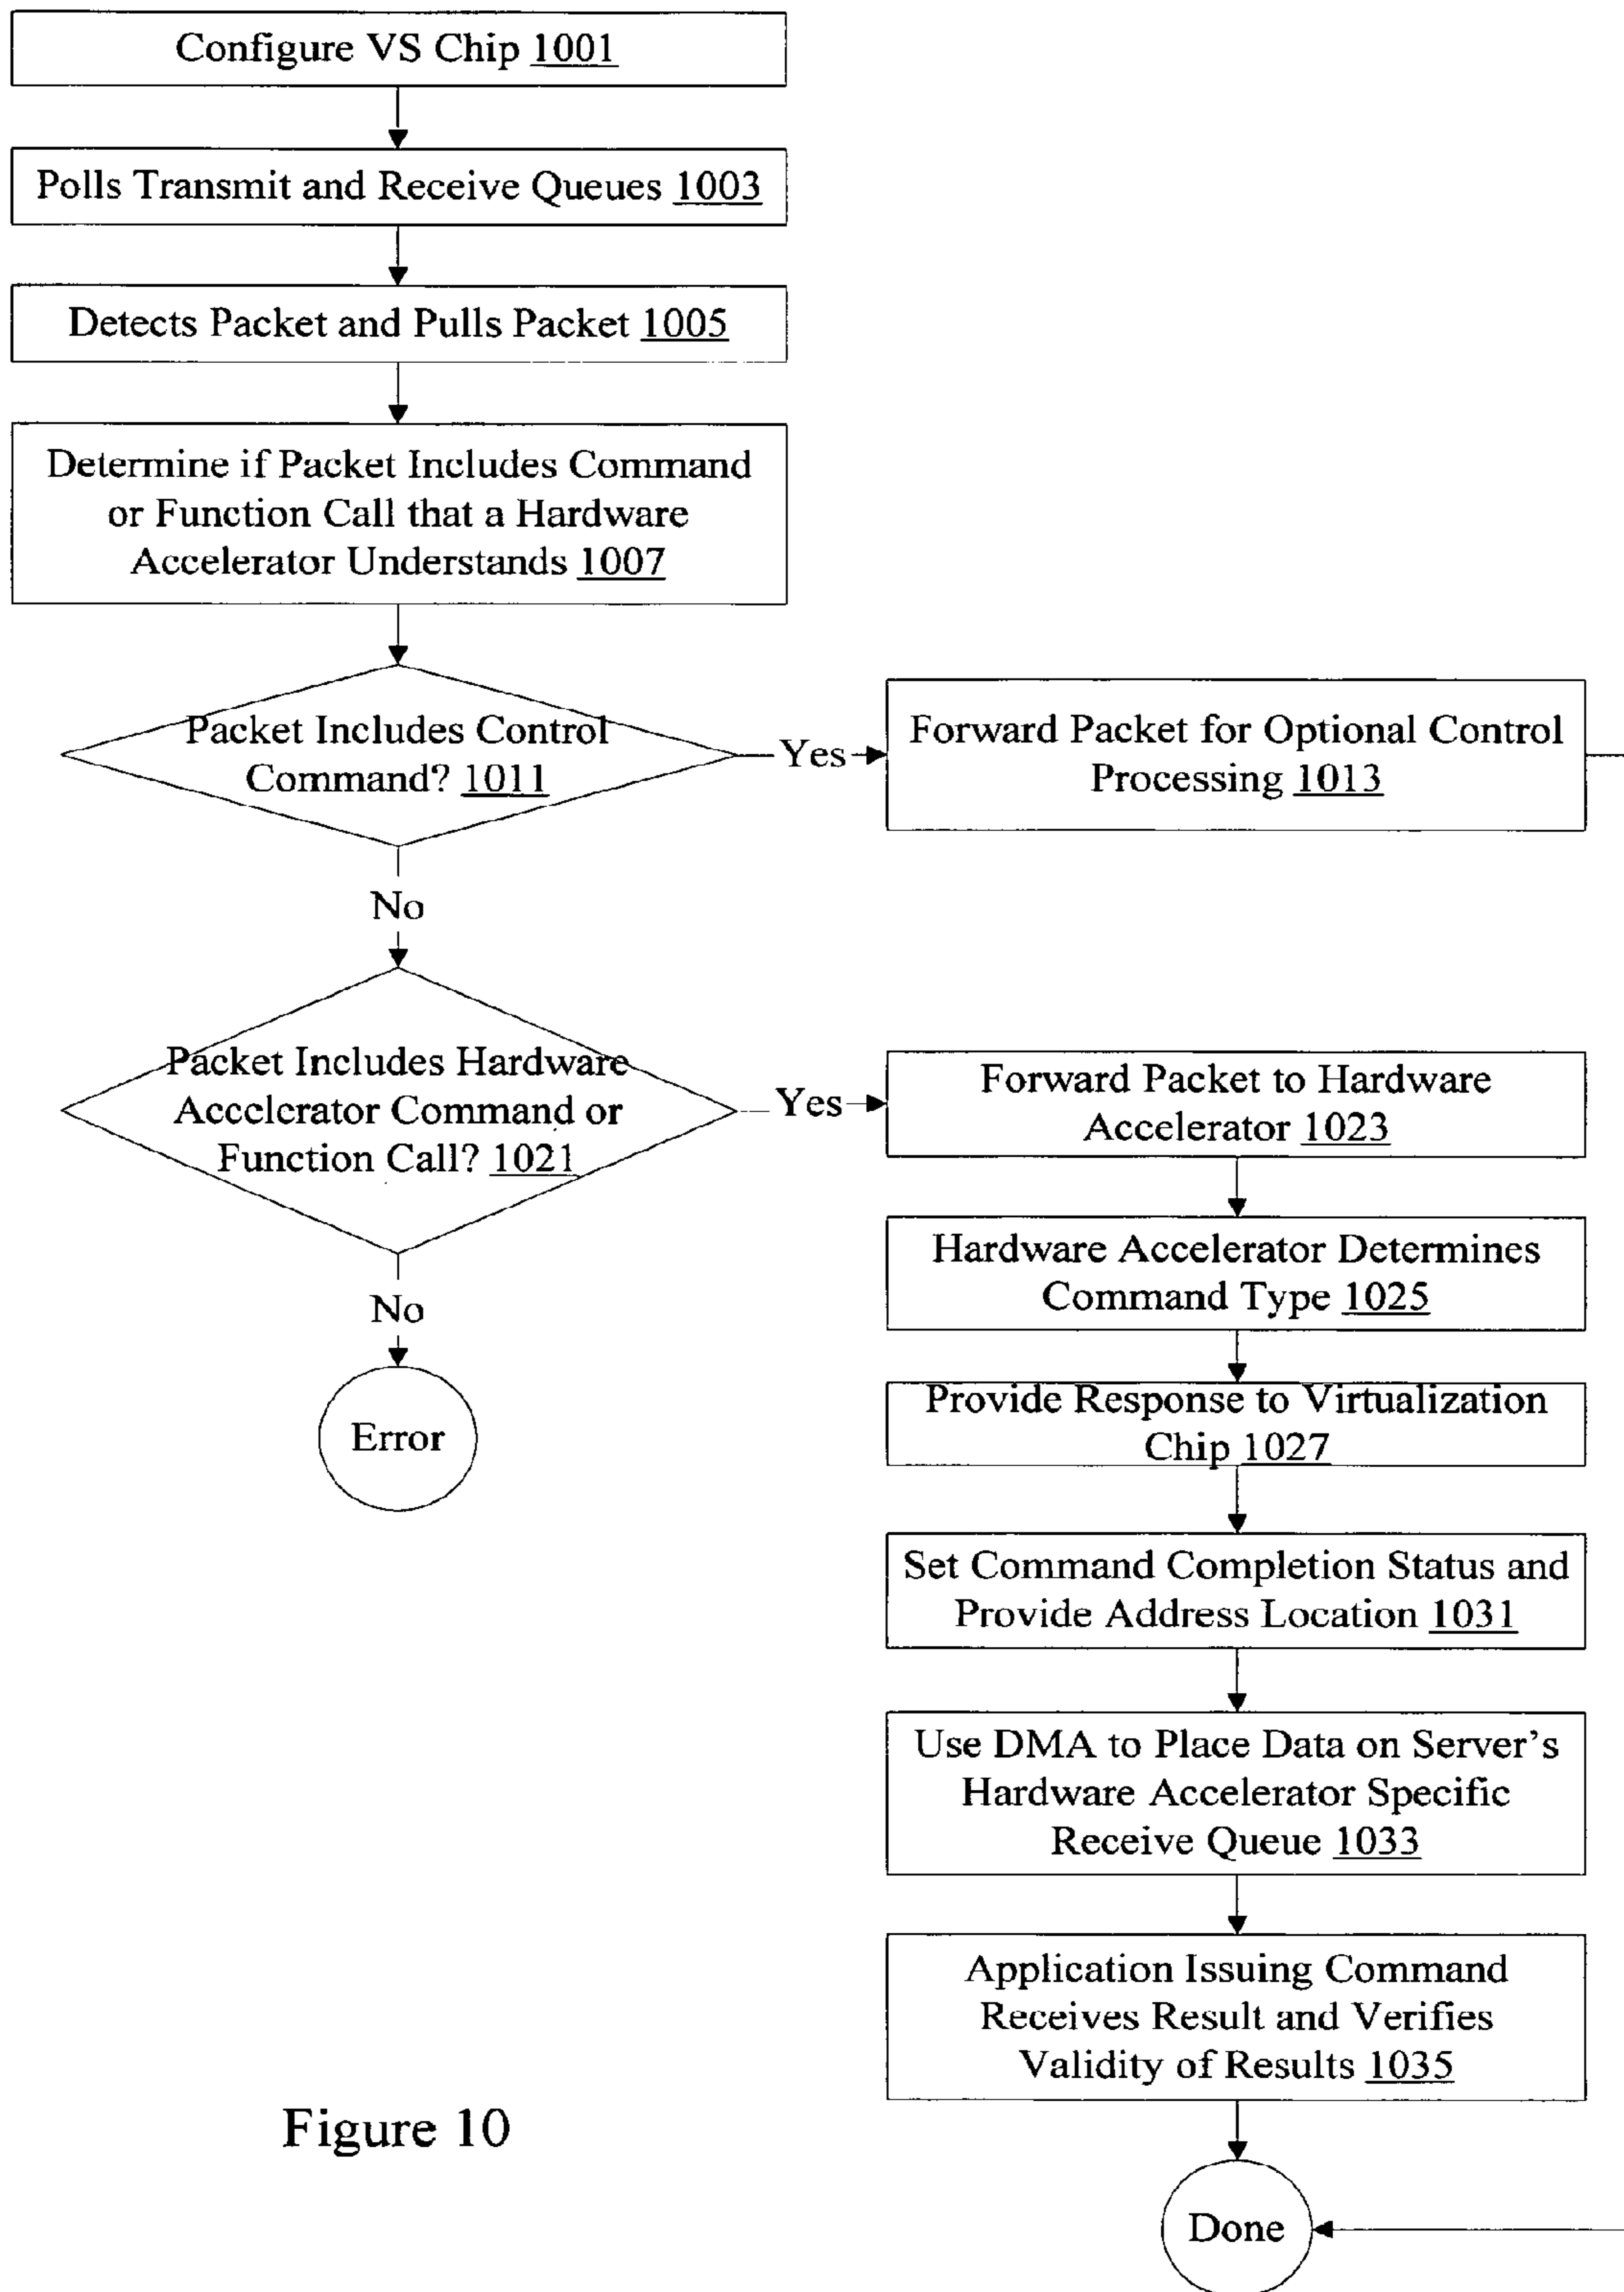 Configure VS Chip 1001
Polls Transmit and Receive Queues 1003
Detects Packet and Pulls Packet 1005
Determine if Packet Includes Command
or Function Call that a Hardware
Accelerator Understands 1007
Packet Includes Control
Command? 1011
Yes
Forward Packet for Optional Control
Processing 1013
No
Packet Includes Hardware
Accelerator Command or
Function Call? 1021
Yes
Forward Packet to Hardware
Accelerator 1023
Hardware Accelerator Determines
Command Type 1025
No
Error
Provide Response to Virtualization
Chip 1027
Set Command Completion Status and
Provide Address Location 1031
Use DMA to Place Data on Server's
Hardware Accelerator Specific
Receive Queue 1033
Application Issuing Command
Receives Result and Verifies
Validity of Results 1035
Done
Figure 10